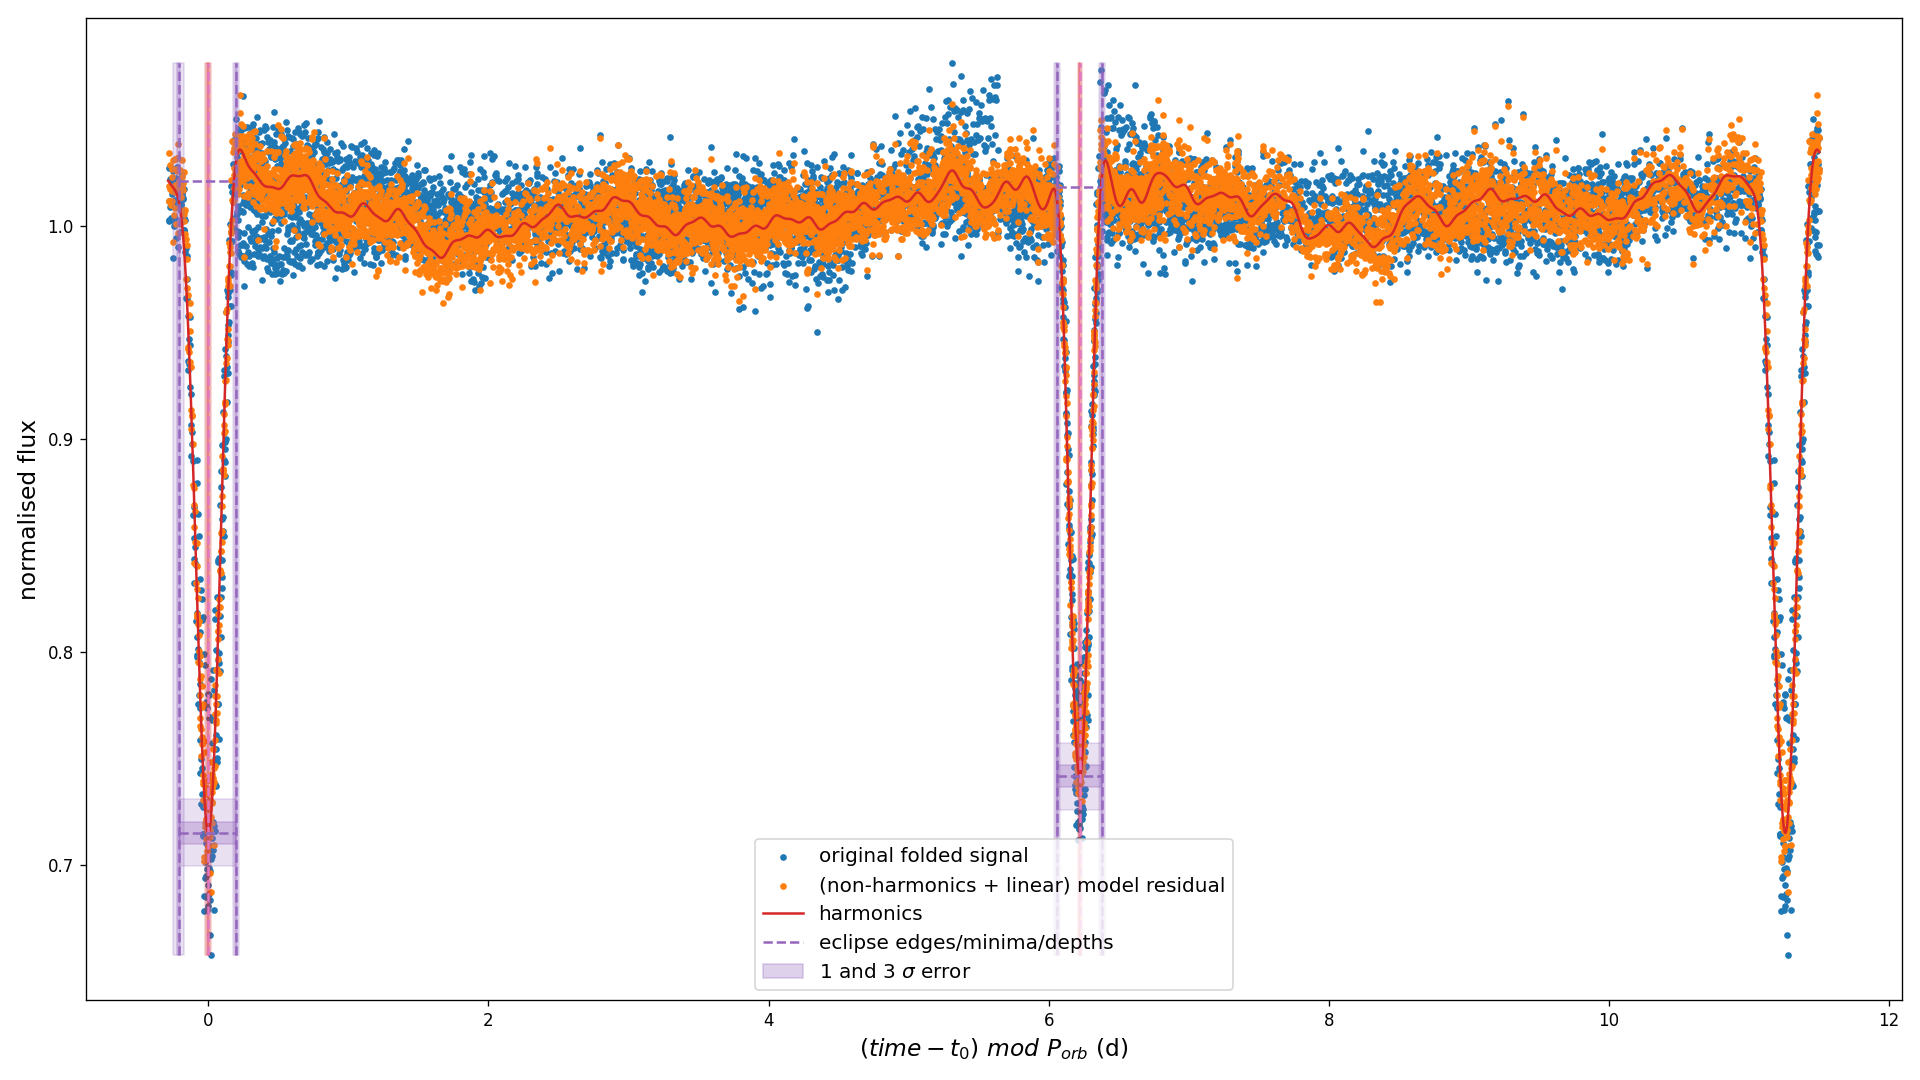 normalised flux
1.0
0.9
0.8
0.7
original folded signal
(non-harmonics + linear) model residual
harmonics
eclipse edges/minima/depths
1 and 3 σ error
0 2 4 6 8 10 12
(time − t₀) mod Pₒᵣᵦ (d)